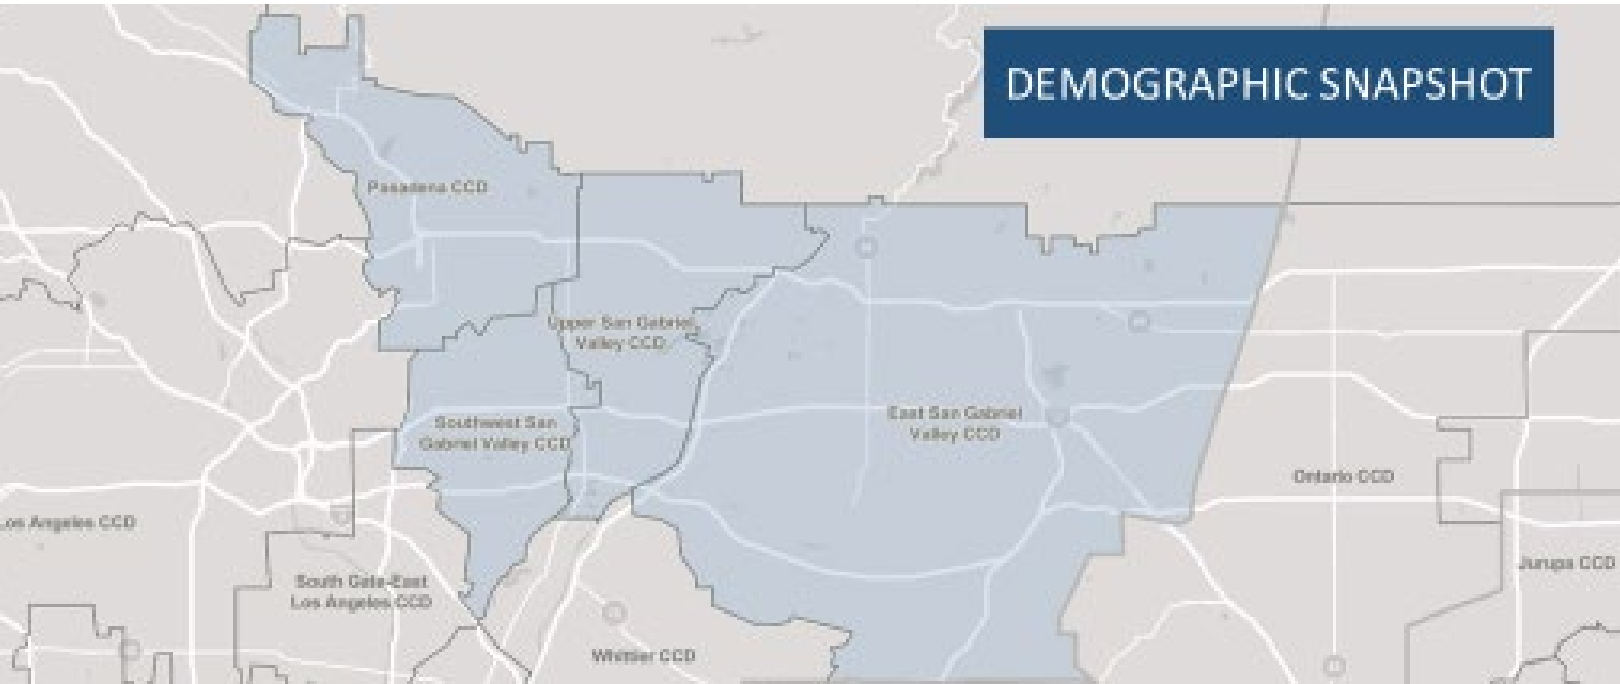 DEMOGRAPHIC SNAPSHOT
Pasadena CCD
Upper San Gabriel
Valley CCD
Southwest San
Gabriel Valley CCD
East San Gabriel
Valley CCD
Ontario CCD
Los Angeles CCD
Jurupa CCD
South Gate-East
Los Angeles CCD
Whittier CCD